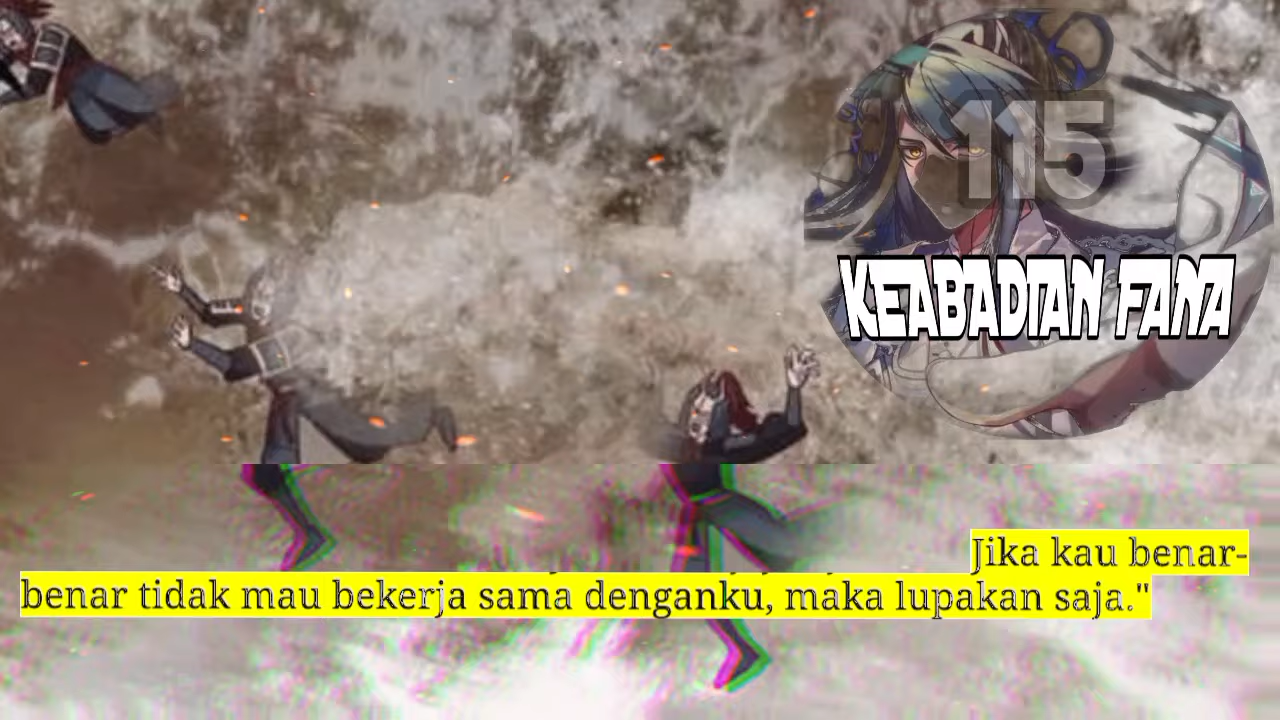 115
KEABADIAN FANA
Jika kau benar-
benar tidak mau bekerja sama denganku, maka lupakan saja."